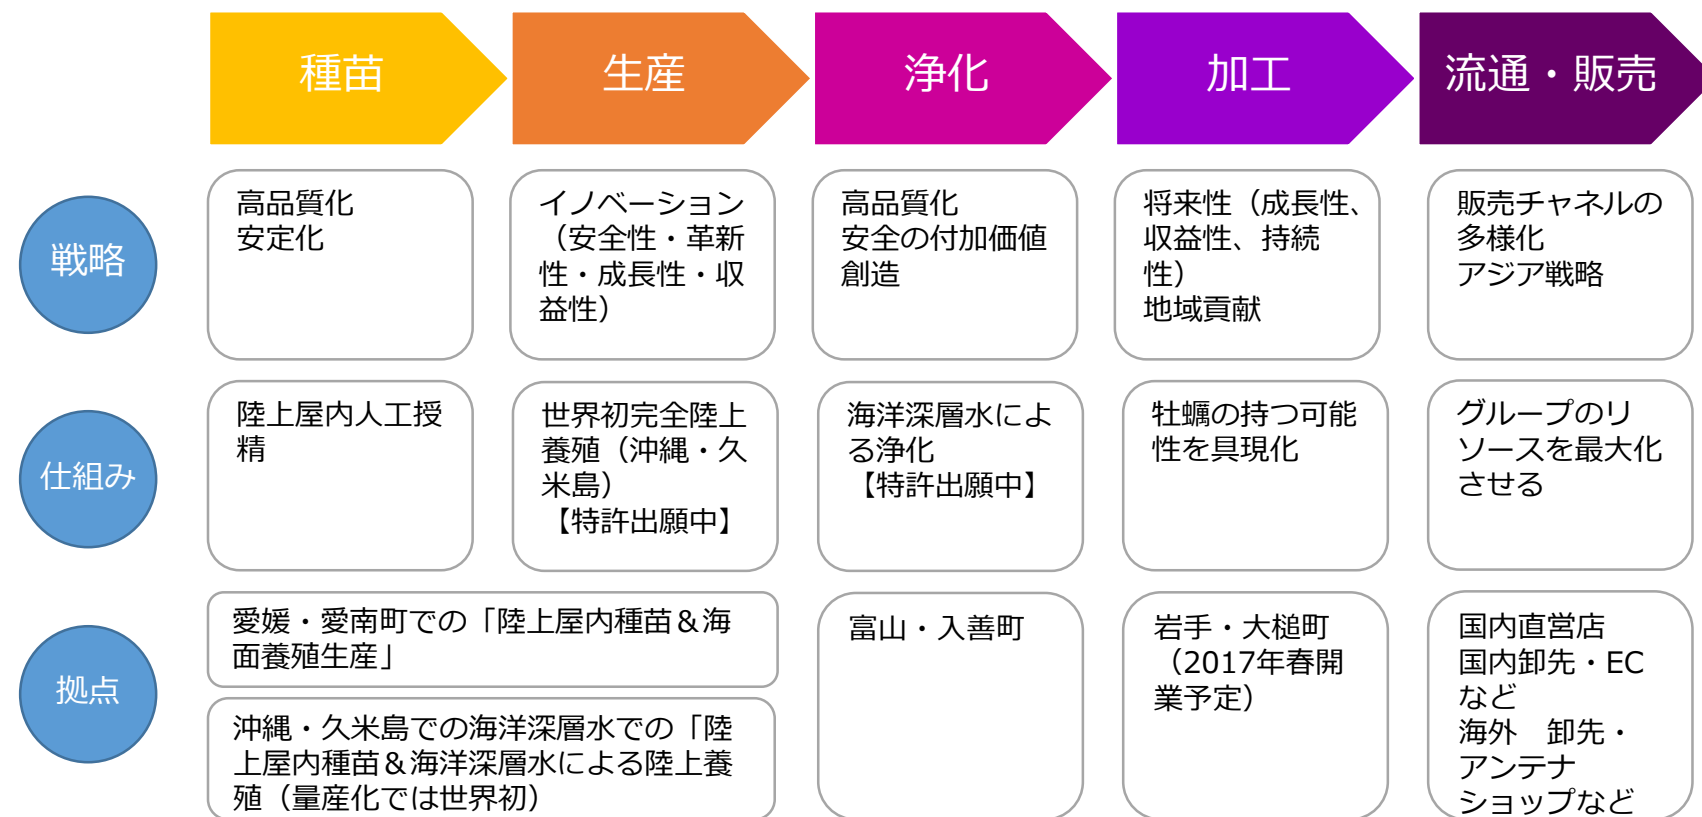 種苗
生産
浄化
加工
流通・販売
戦略
高品質化
安定化
イノベーション
（安全性・革新
性・成長性・収
益性）
高品質化
安全の付加価値
創造
将来性（成長性、
収益性、持続
性）
地域貢献
販売チャネルの
多様化
アジア戦略
仕組み
陸上屋内人工授
精
世界初完全陸上
養殖（沖縄・久
米島）
【特許出願中】
海洋深層水によ
る浄化
【特許出願中】
牡蠣の持つ可能
性を具現化
グループのリ
ソースを最大化
させる
拠点
愛媛・愛南町での「陸上屋内種苗＆海
面養殖生産」
沖縄・久米島での海洋深層水での「陸
上屋内種苗＆海洋深層水による陸上養
殖（量産化では世界初）
富山・入善町
岩手・大槌町
（2017年春開
業予定）
国内直営店
国内卸先・EC
など
海外　卸先・
アンテナ
ショップなど